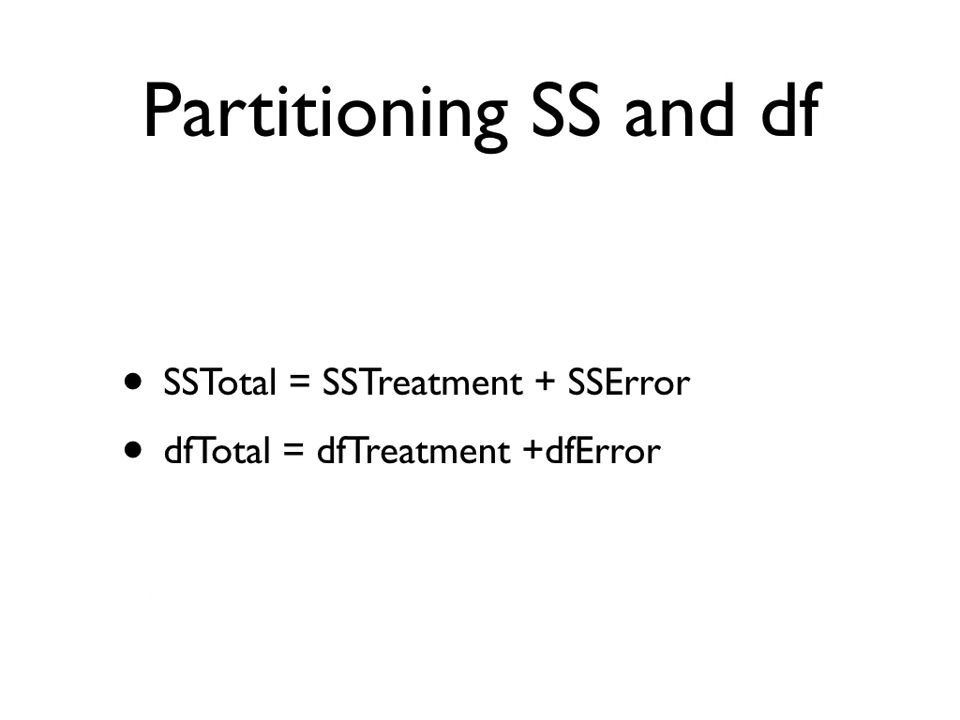 Partitioning SS and df
• SSTotal = SSTreatment + SSError
• dfTotal = dfTreatment +dfError